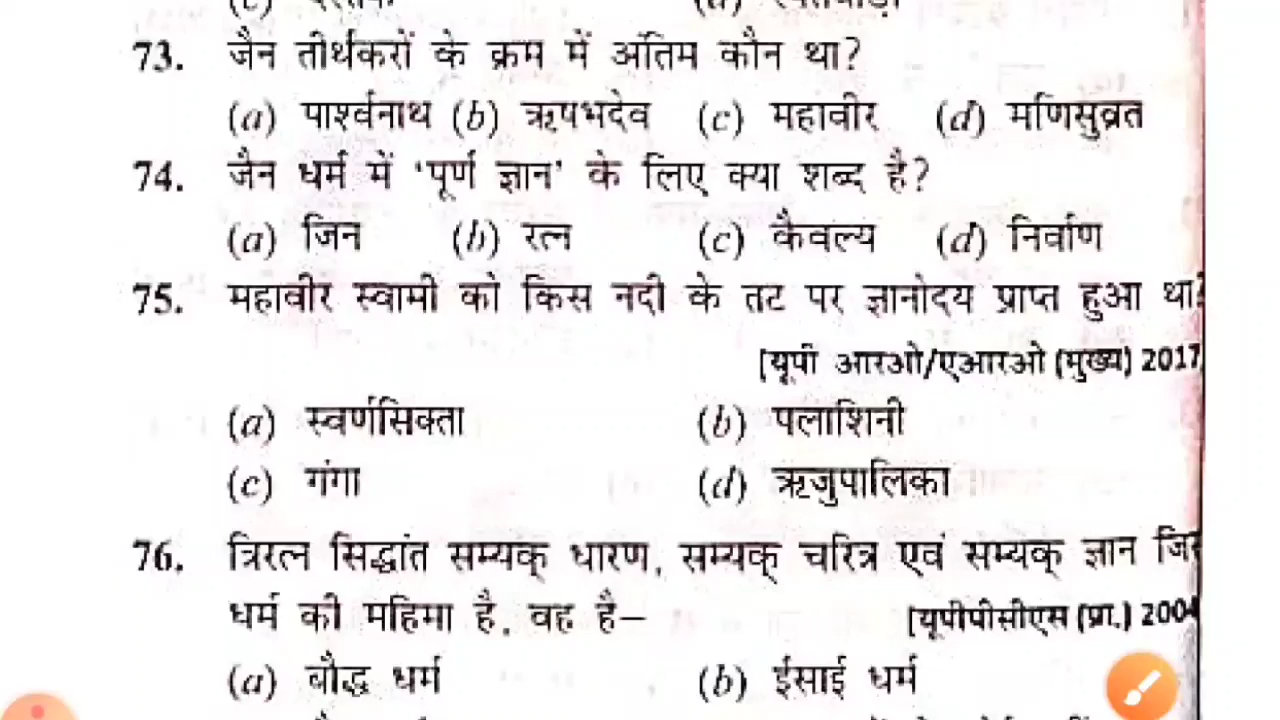 73. जैन तीर्थकरों के क्रम में अंतिम कौन था?
(a) पार्श्वनाथ (b) ऋषभदेव (c) महावीर (d) मणिसुव्रत
74. जैन धर्म में ‘पूर्ण ज्ञान’ के लिए क्या शब्द है?
(a) जिन (b) रत्न (c) कैवल्य (d) निर्वाण
75. महावीर स्वामी को किस नदी के तट पर ज्ञानोदय प्राप्त हुआ था?
[यूपी आरओ/एआरओ (मुख्य) 2017
(a) स्वर्णसिक्ता (b) पलाशिनी
(c) गंगा (d) ऋजुपालिका
76. त्रिरत्न सिद्धांत सम्यक् धारण, सम्यक् चरित्र एवं सम्यक् ज्ञान
धर्म की महिमा है, वह है—
[यूपीपीसीएस (प्रा.) 2004
(a) बौद्ध धर्म (b) ईसाई धर्म